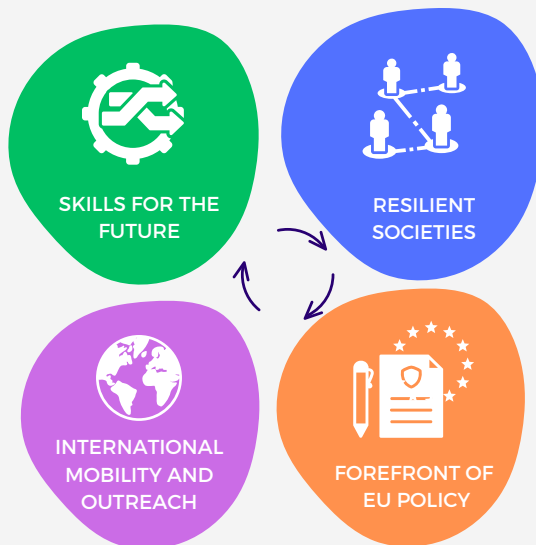 SKILLS FOR THE
FUTURE
RESILIENT
SOCIETIES
INTERNATIONAL
MOBILITY AND
OUTREACH
FOREFRONT OF
EU POLICY